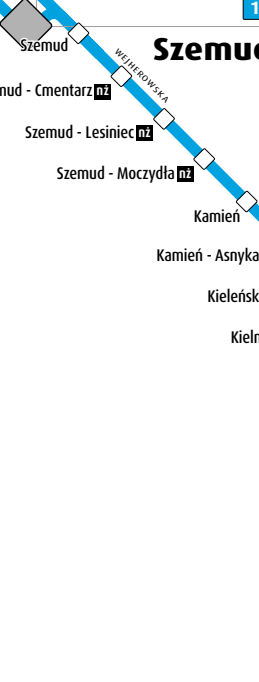 1
Szemud
Szemud
WEJHEROWSKA
mud - Cmentarz nż
Szemud - Lesiniec nż
Szemud - Moczydła nż
Kamień
Kamień - Asnyka
Kieleńsk
Kieln